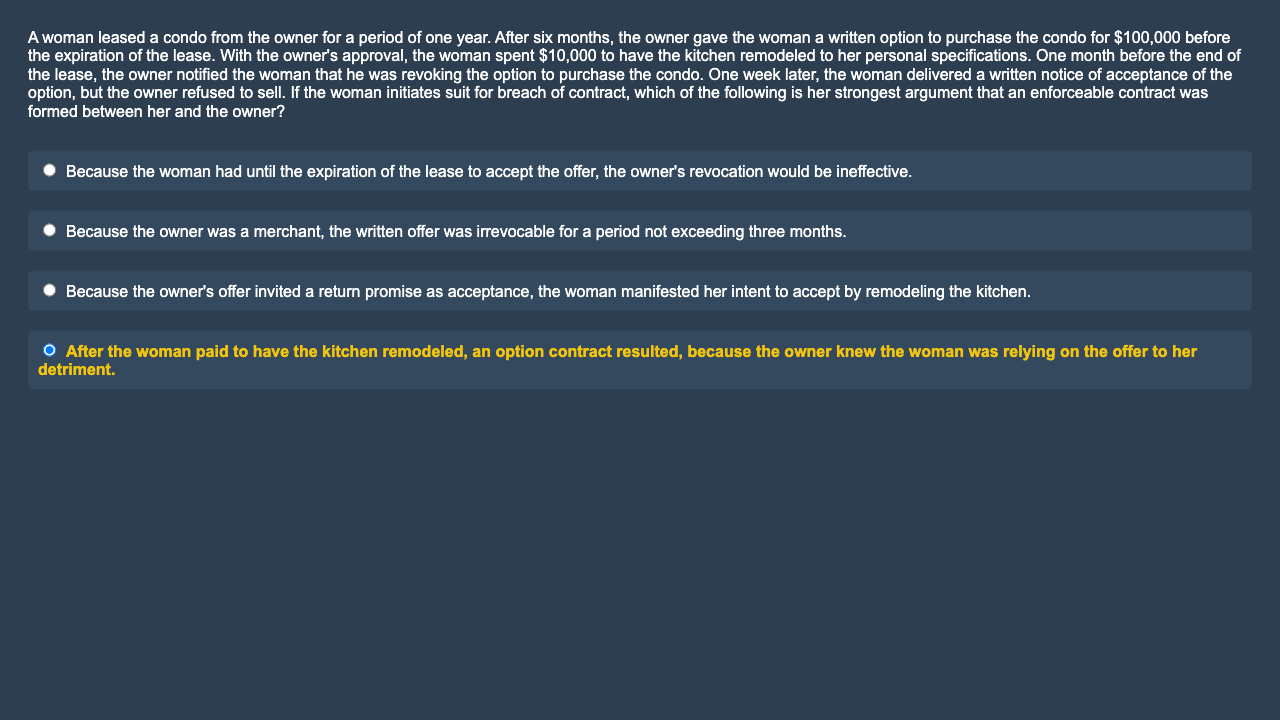 A woman leased a condo from the owner for a period of one year. After six months, the owner gave the woman a written option to purchase the condo for $100,000 before
the expiration of the lease. With the owner's approval, the woman spent $10,000 to have the kitchen remodeled to her personal specifications. One month before the end of
the lease, the owner notified the woman that he was revoking the option to purchase the condo. One week later, the woman delivered a written notice of acceptance of the
option, but the owner refused to sell. If the woman initiates suit for breach of contract, which of the following is her strongest argument that an enforceable contract was
formed between her and the owner?
Because the woman had until the expiration of the lease to accept the offer, the owner's revocation would be ineffective.
Because the owner was a merchant, the written offer was irrevocable for a period not exceeding three months.
Because the owner's offer invited a return promise as acceptance, the woman manifested her intent to accept by remodeling the kitchen.
After the woman paid to have the kitchen remodeled, an option contract resulted, because the owner knew the woman was relying on the offer to her
detriment.